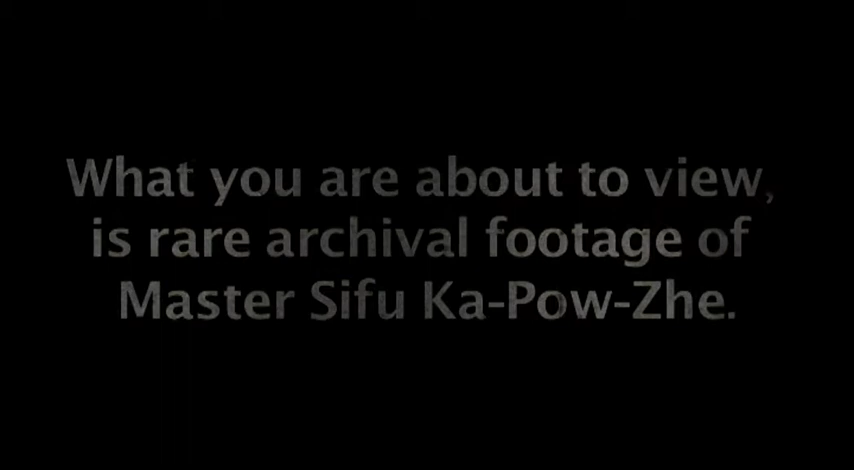 What you are about to view,
is rare archival footage of
Master Sifu Ka-Pow-Zhe.